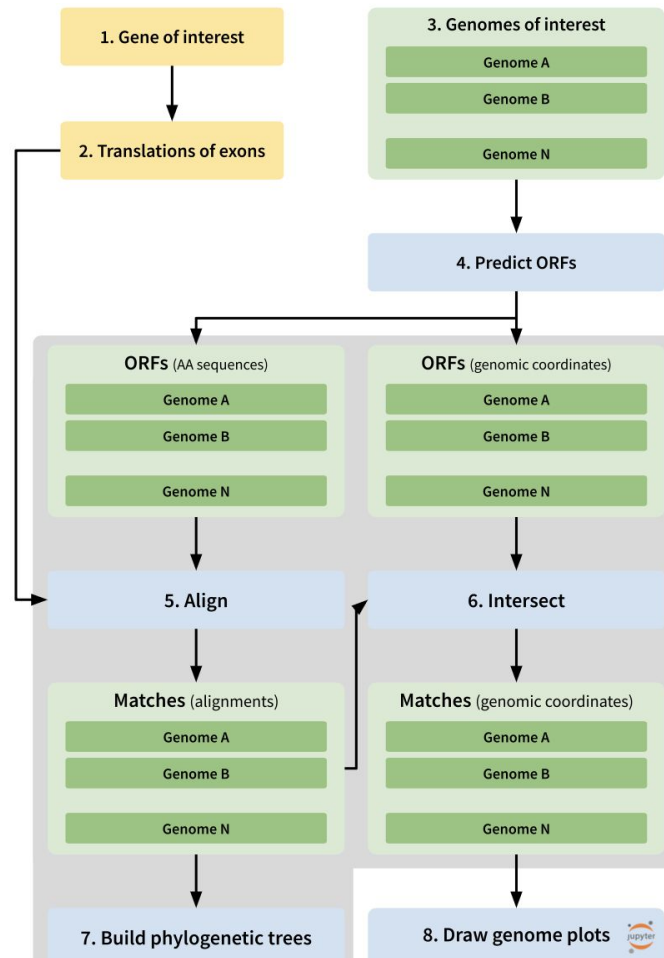 1. Gene of interest
2. Translations of exons
3. Genomes of interest
Genome A
Genome B
Genome N
4. Predict ORFs
ORFs (AA sequences)
Genome A
Genome B
Genome N
ORFs (genomic coordinates)
Genome A
Genome B
Genome N
5. Align
6. Intersect
Matches (alignments)
Genome A
Genome B
Genome N
Matches (genomic coordinates)
Genome A
Genome B
Genome N
7. Build phylogenetic trees
8. Draw genome plots
jupyter